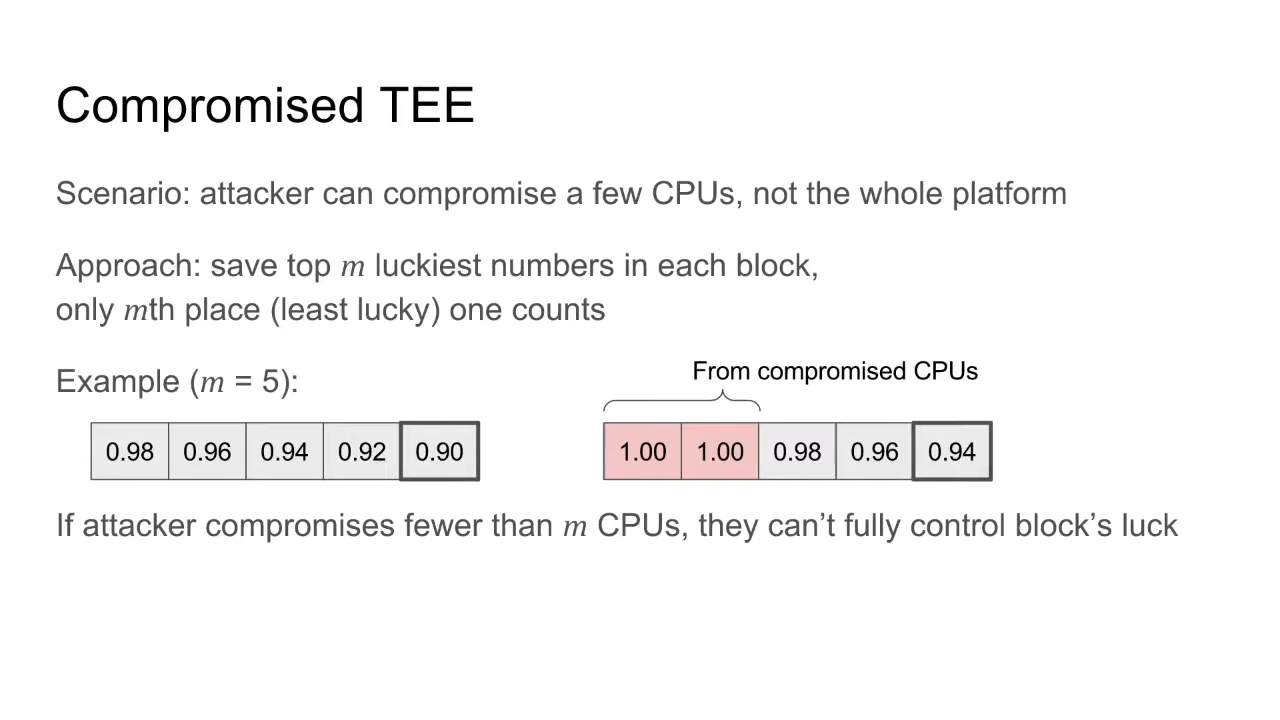 Compromised TEE
Scenario: attacker can compromise a few CPUs, not the whole platform
Approach: save top m luckiest numbers in each block,
only mth place (least lucky) one counts
Example (m = 5):
From compromised CPUs
0.98 0.96 0.94 0.92 0.90
1.00 1.00 0.98 0.96 0.94
If attacker compromises fewer than m CPUs, they can’t fully control block’s luck